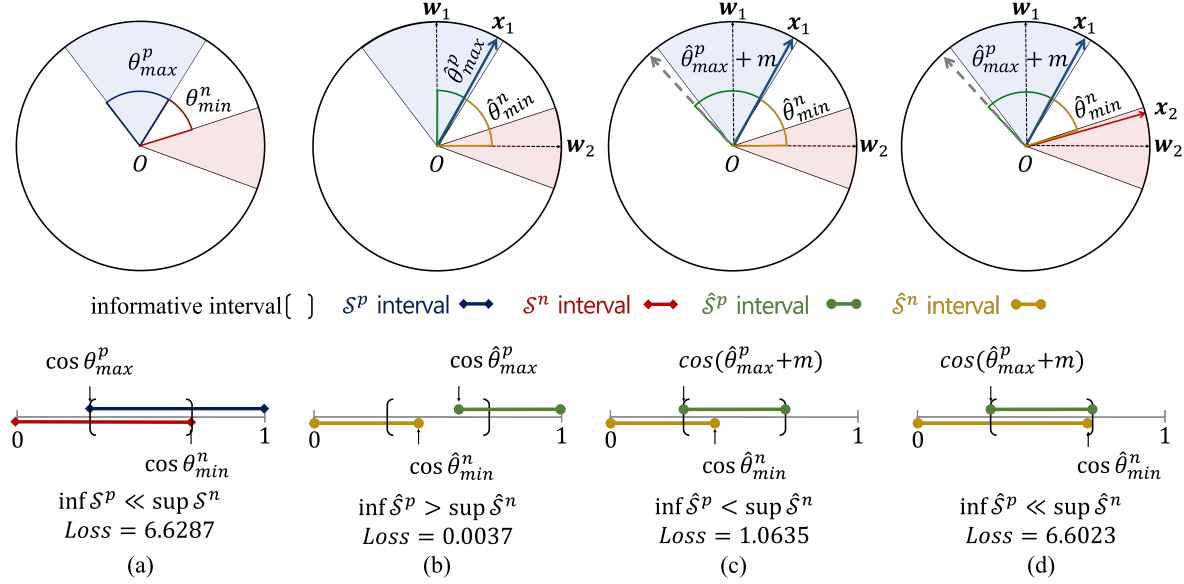 θ^p_max
θ^n_min
O
w₁
x₁
θ̂^p_max
θ̂^n_min
O
w₂
w₁
x₁
θ̂^p_max + m
θ̂^n_min
O
w₂
w₁
x₁
θ̂^p_max + m
θ̂^n_min
x₂
O
w₂
informative interval [ ] 𝒮^p interval 𝒮^n interval 𝒮̂^p interval 𝒮̂^n interval
cos θ^p_max
0 1
cos θ^n_min
inf 𝒮^p ≪ sup 𝒮^n
Loss = 6.6287
(a)
cos θ̂^p_max
0 1
cos θ̂^n_min
inf 𝒮̂^p > sup 𝒮̂^n
Loss = 0.0037
(b)
cos(θ̂^p_max+m)
0 1
cos θ̂^n_min
inf 𝒮̂^p < sup 𝒮̂^n
Loss = 1.0635
(c)
cos(θ̂^p_max+m)
0 1
cos θ̂^n_min
inf 𝒮̂^p ≪ sup 𝒮̂^n
Loss = 6.6023
(d)